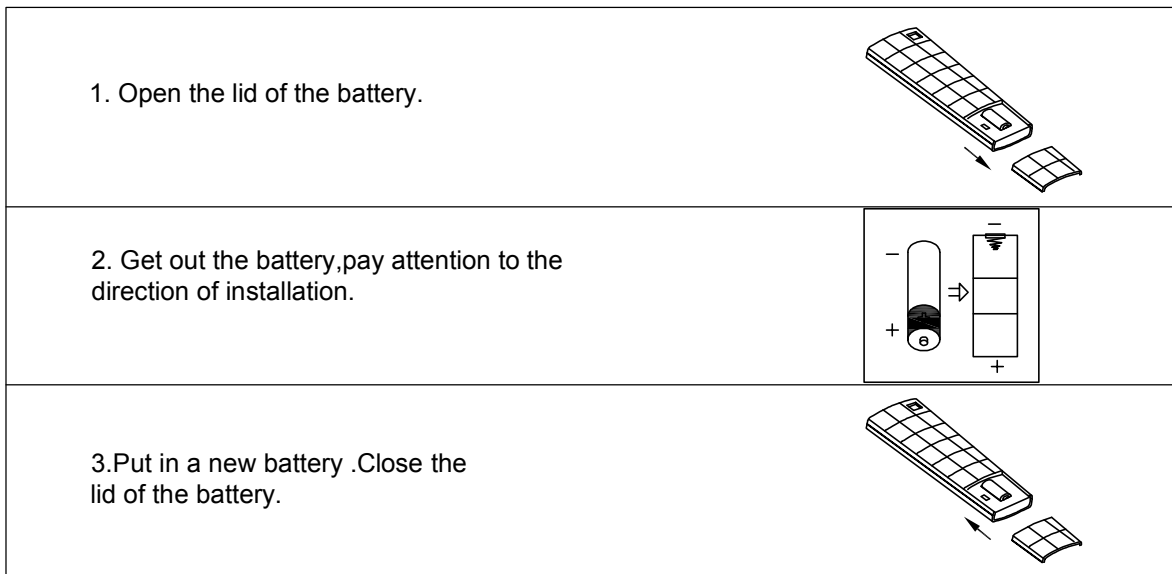 1. Open the lid of the battery.
2. Get out the battery,pay attention to the
direction of installation.
−
−
+
+
3.Put in a new battery .Close the
lid of the battery.